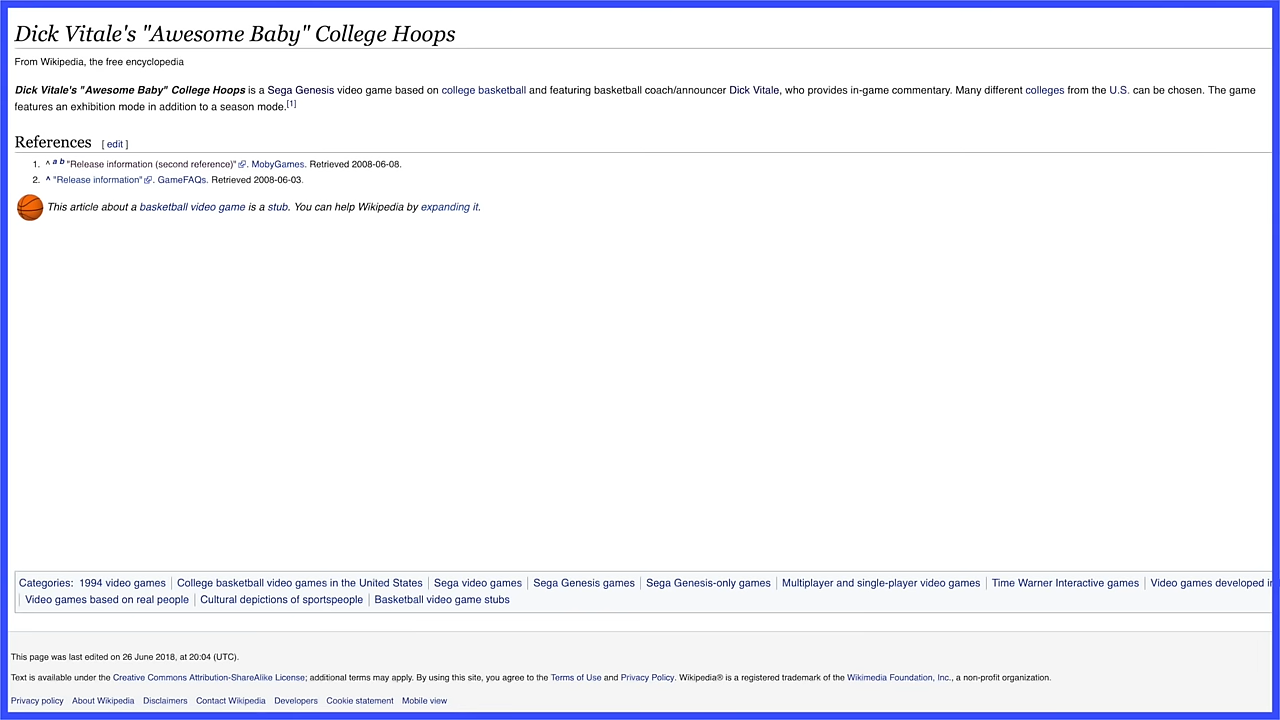 Dick Vitale's "Awesome Baby" College Hoops
From Wikipedia, the free encyclopedia
Dick Vitale's "Awesome Baby" College Hoops is a Sega Genesis video game based on college basketball and featuring basketball coach/announcer Dick Vitale, who provides in-game commentary. Many different colleges from the U.S. can be chosen. The game
features an exhibition mode in addition to a season mode.[1]
References [ edit ]
1. ^ a b "Release information (second reference)". MobyGames. Retrieved 2008-06-08.
2. ^ "Release information". GameFAQs. Retrieved 2008-06-03.
This article about a basketball video game is a stub. You can help Wikipedia by expanding it.
Categories: 1994 video games | College basketball video games in the United States | Sega video games | Sega Genesis games | Sega Genesis-only games | Multiplayer and single-player video games | Time Warner Interactive games | Video games developed in
| Video games based on real people | Cultural depictions of sportspeople | Basketball video game stubs
This page was last edited on 26 June 2018, at 20:04 (UTC).
Text is available under the Creative Commons Attribution-ShareAlike License; additional terms may apply. By using this site, you agree to the Terms of Use and Privacy Policy. Wikipedia® is a registered trademark of the Wikimedia Foundation, Inc., a non-profit organization.
Privacy policy About Wikipedia Disclaimers Contact Wikipedia Developers Cookie statement Mobile view